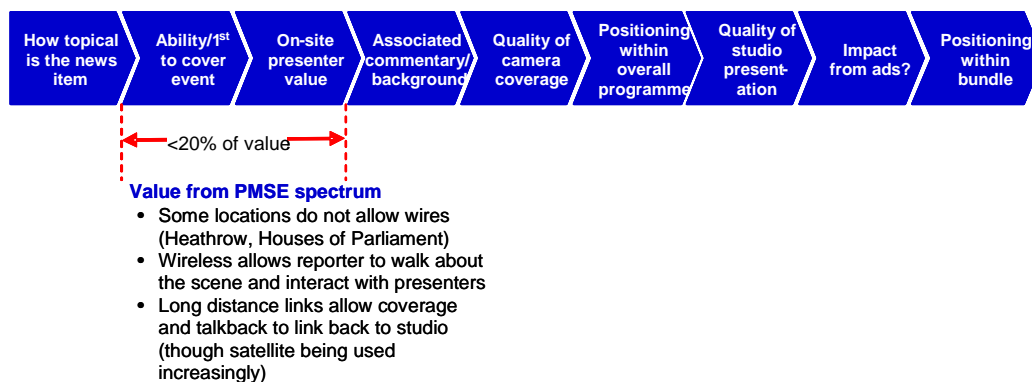 How topical
is the news
item
Ability/1st
to cover
event
On-site
presenter
value
Associated
commentary/
background
Quality of
camera
coverage
Positioning
within
overall
programme
Quality of
studio
present-
ation
Impact
from ads?
Positioning
within
bundle
<20% of value
Value from PMSE spectrum
• Some locations do not allow wires
(Heathrow, Houses of Parliament)
• Wireless allows reporter to walk about
the scene and interact with presenters
• Long distance links allow coverage
and talkback to link back to studio
(though satellite being used
increasingly)